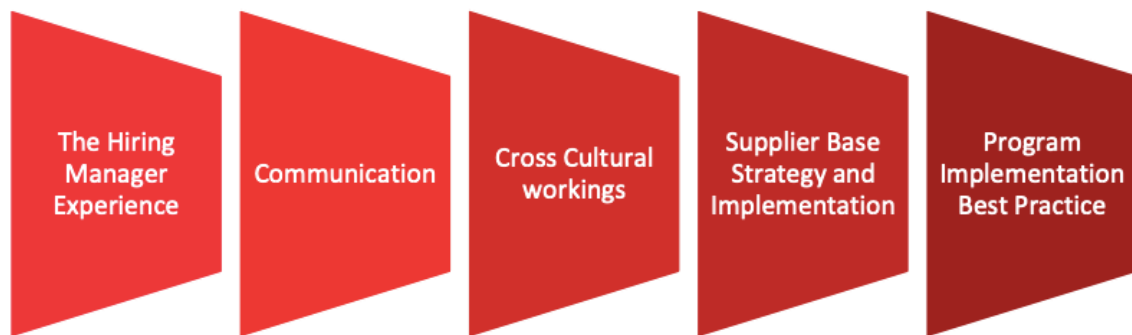 The Hiring
Manager
Experience
Communication
Cross Cultural
workings
Supplier Base
Strategy and
Implementation
Program
Implementation
Best Practice